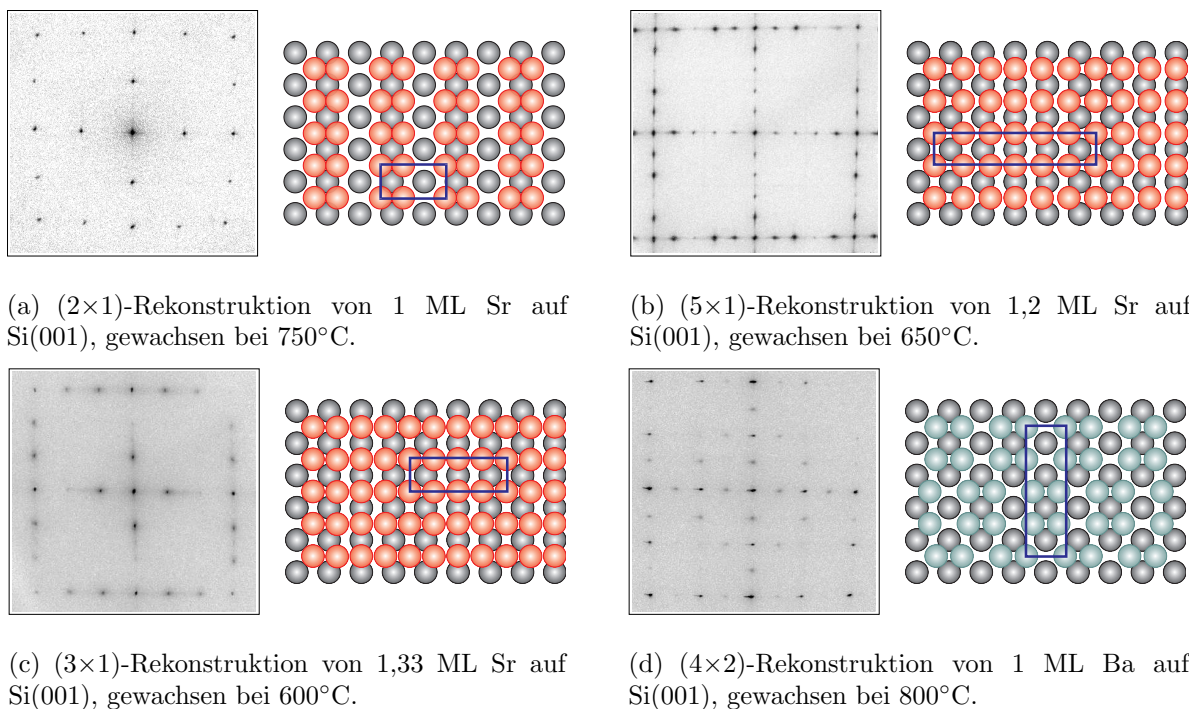 (a) (2×1)-Rekonstruktion von 1 ML Sr auf
Si(001), gewachsen bei 750°C.
(b) (5×1)-Rekonstruktion von 1,2 ML Sr auf
Si(001), gewachsen bei 650°C.
(c) (3×1)-Rekonstruktion von 1,33 ML Sr auf
Si(001), gewachsen bei 600°C.
(d) (4×2)-Rekonstruktion von 1 ML Ba auf
Si(001), gewachsen bei 800°C.